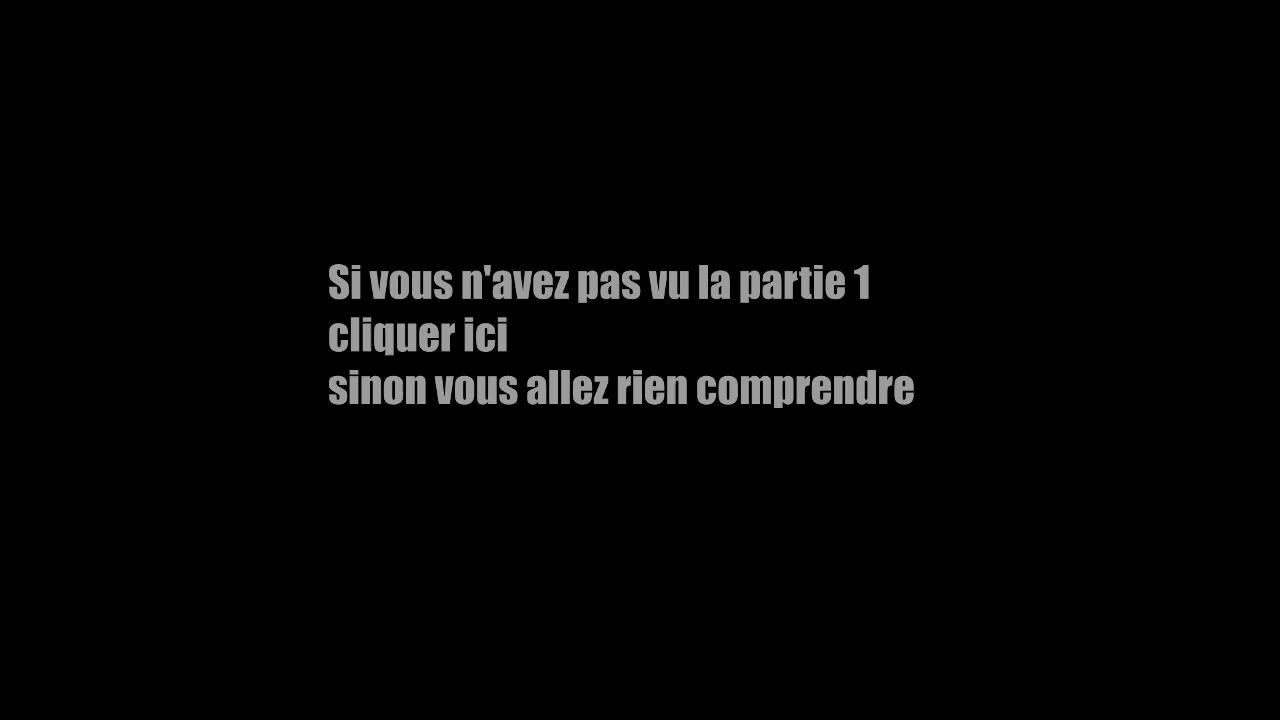 Si vous n'avez pas vu la partie 1
cliquer ici
sinon vous allez rien comprendre